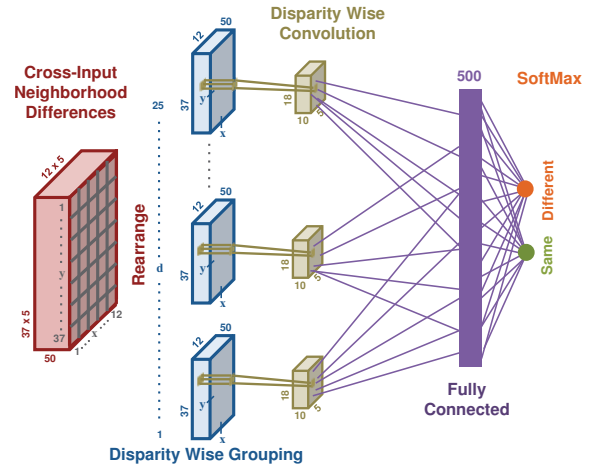 Disparity Wise
Convolution
Cross-Input
Neighborhood
Differences
12 x 5
37 x 5
50
1
y
37
1
x
12
Rearrange
25
d
1
12
50
37
y
x
18
10
5
12
50
37
y
x
18
10
5
12
50
37
y
x
18
10
5
Disparity Wise Grouping
500
Fully
Connected
SoftMax
Different
Same